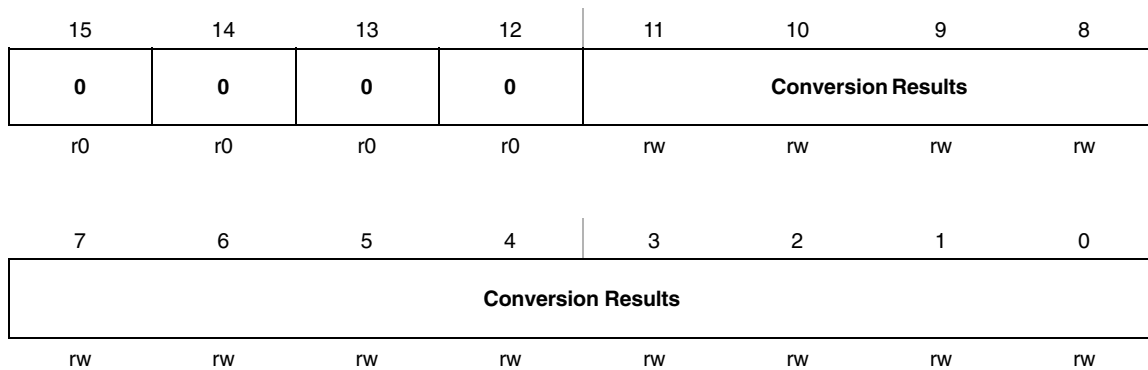 15 14 13 12 11 10 9 8
0 0 0 0 Conversion Results
r0 r0 r0 r0 rw rw rw rw
7 6 5 4 3 2 1 0
Conversion Results
rw rw rw rw rw rw rw rw